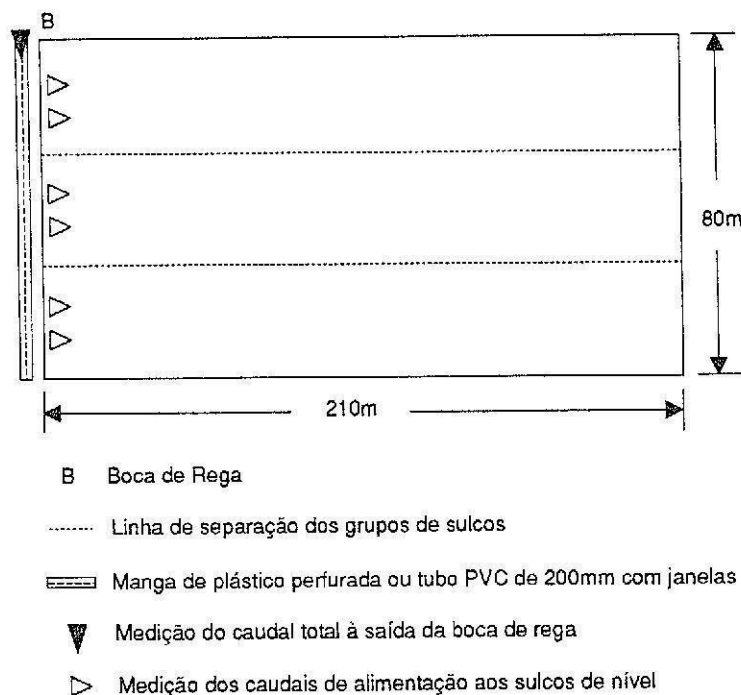 B
80m
210m
B Boca de Rega
Linha de separação dos grupos de sulcos
Manga de plástico perfurada ou tubo PVC de 200mm com janelas
Medição do caudal total à saída da boca de rega
Medição dos caudais de alimentação aos sulcos de nível